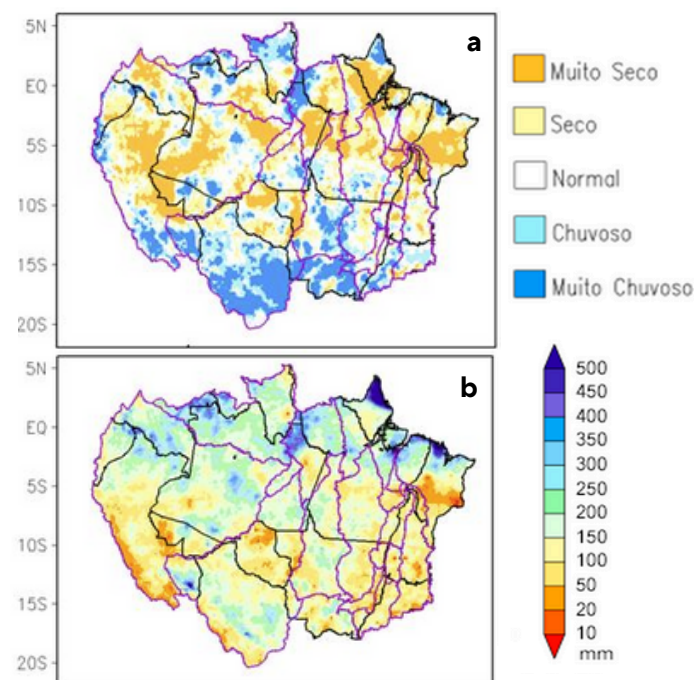 5N
a
EQ
5S
10S
15S
20S
Muito Seco
Seco
Normal
Chuvoso
Muito Chuvoso
5N
b
EQ
5S
10S
15S
20S
500
450
400
350
300
250
200
150
100
50
20
10
mm